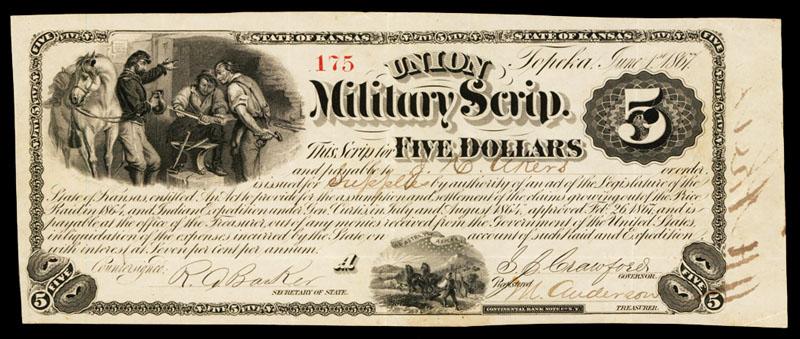 STATE OF KANSAS STATE OF KANSAS
175 Topeka, June 1st 1867
UNION
Military Scrip.
5
This Scrip for FIVE DOLLARS
and payable to J. H. Akers or order
is issued for Supplies by authority of an act of the Legislature of the
State of Kansas, entitled An Act to provide for the assumption and settlement of the claims growing out of the Price
Raid in 1864, and Indian Expedition under Gen. Curtis, in July and August 1864, approved Feb. 26, 1867, and is
payable at the office of the Treasurer, out of any monies received from the Government of the United States,
in liquidation of the expenses incurred by the State on account of such Raid and Expedition
with interest at Seven per Cent per annum.
A
Countersigned R. A. Barker
SECRETARY OF STATE.
S. J. Crawford
GOVERNOR.
Registered M. Anderson
TREASURER.
FIVE
5
FIVE
5
CONTINENTAL BANK NOTE Co. N.Y.